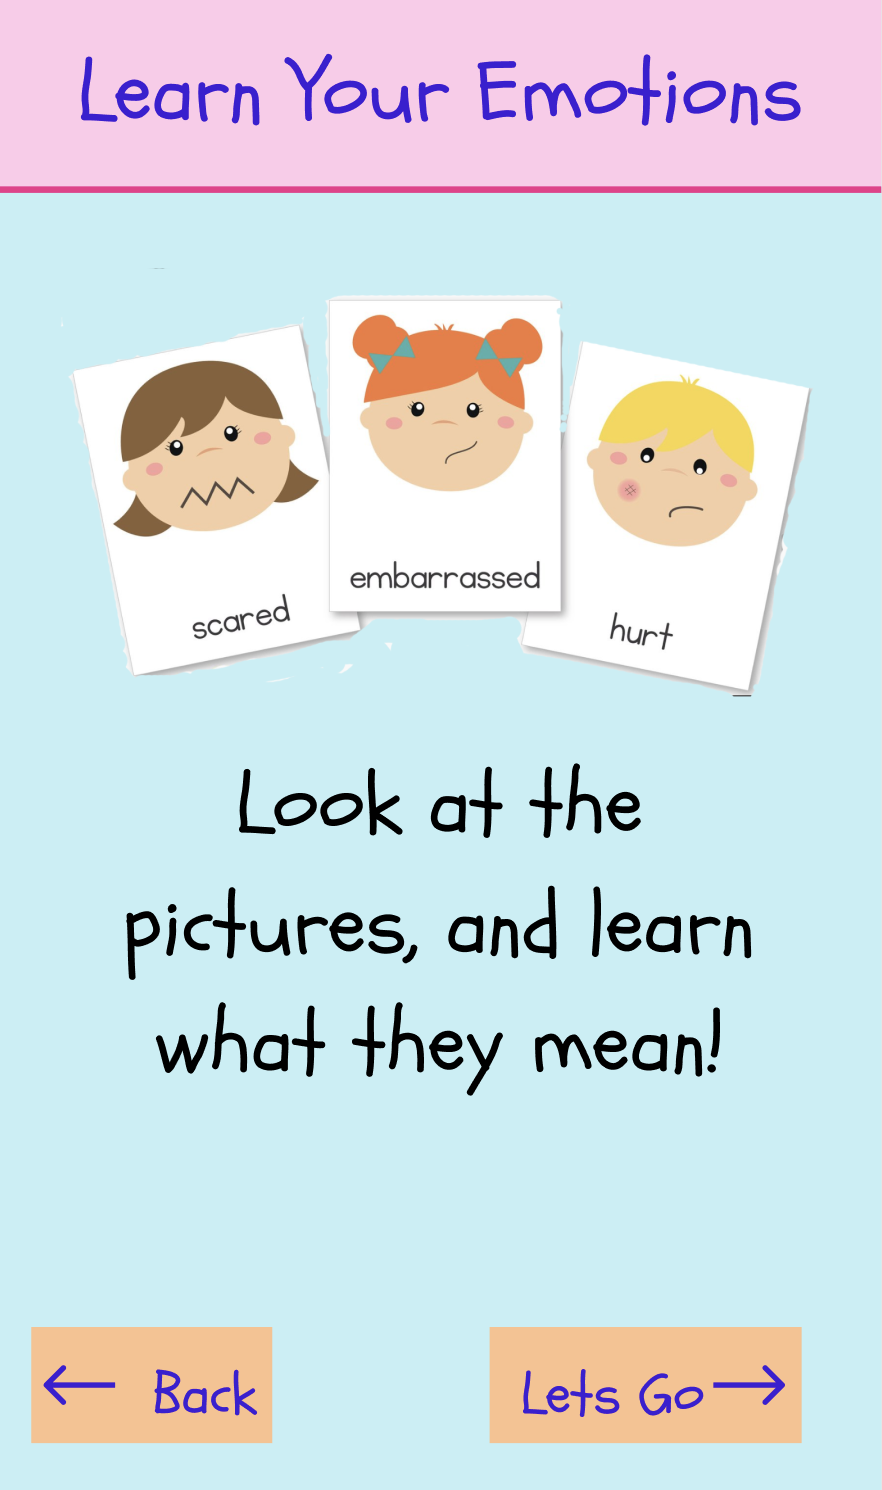 Learn Your Emotions
scared
embarrassed
hurt
Look at the
pictures, and learn
what they mean!
Back
Lets Go